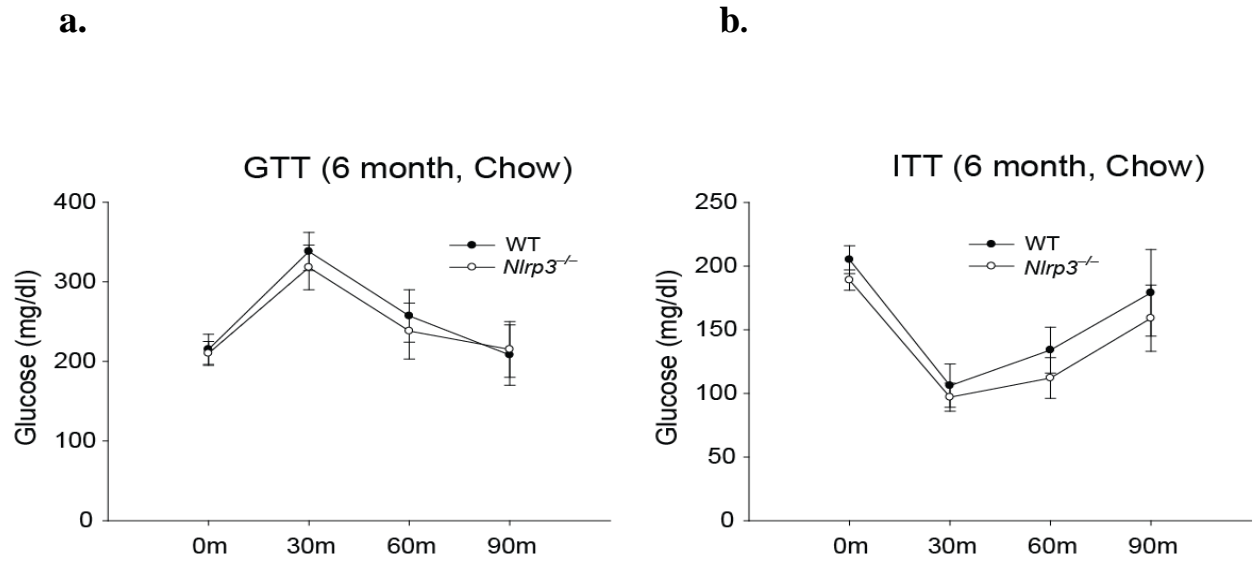 a.
GTT (6 month, Chow)
Glucose (mg/dl)
400
300
200
100
0
WT
Nlrp3⁻/⁻
0m 30m 60m 90m
b.
ITT (6 month, Chow)
Glucose (mg/dl)
250
200
150
100
50
0
WT
Nlrp3⁻/⁻
0m 30m 60m 90m